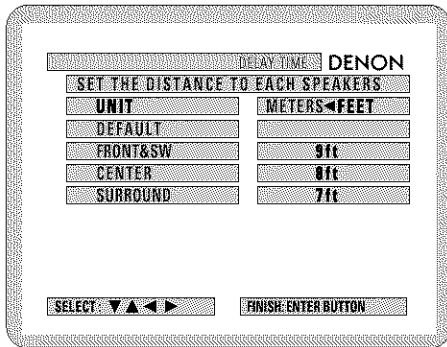 DELAY TIME DENON
SET THE DISTANCE TO EACH SPEAKERS
UNIT METERS◄FEET
DEFAULT
FRONT&SW 9ft
CENTER 8ft
SURROUND 7ft
SELECT: ▼▲◄ ► FINISH: ENTER BUTTON